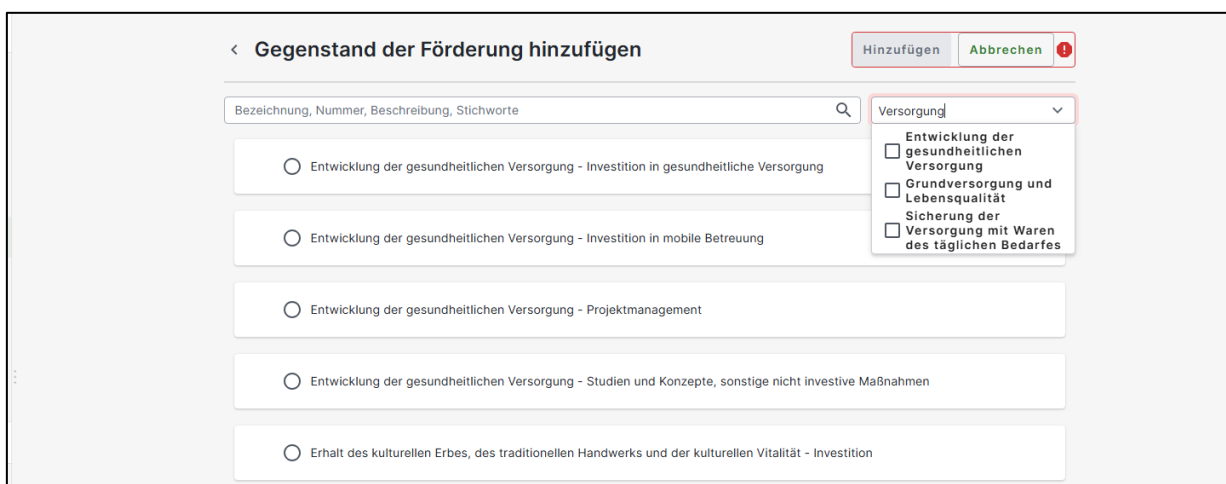 Gegenstand der Förderung hinzufügen
Hinzufügen
Abbrechen
Bezeichnung, Nummer, Beschreibung, Stichworte
Versorgung
Entwicklung der
gesundheitlichen
Versorgung
Grundversorgung und
Lebensqualität
Sicherung der
Versorgung mit Waren
des täglichen Bedarfes
Entwicklung der gesundheitlichen Versorgung - Investition in gesundheitliche Versorgung
Entwicklung der gesundheitlichen Versorgung - Investition in mobile Betreuung
Entwicklung der gesundheitlichen Versorgung - Projektmanagement
Entwicklung der gesundheitlichen Versorgung - Studien und Konzepte, sonstige nicht investive Maßnahmen
Erhalt des kulturellen Erbes, des traditionellen Handwerks und der kulturellen Vitalität - Investition